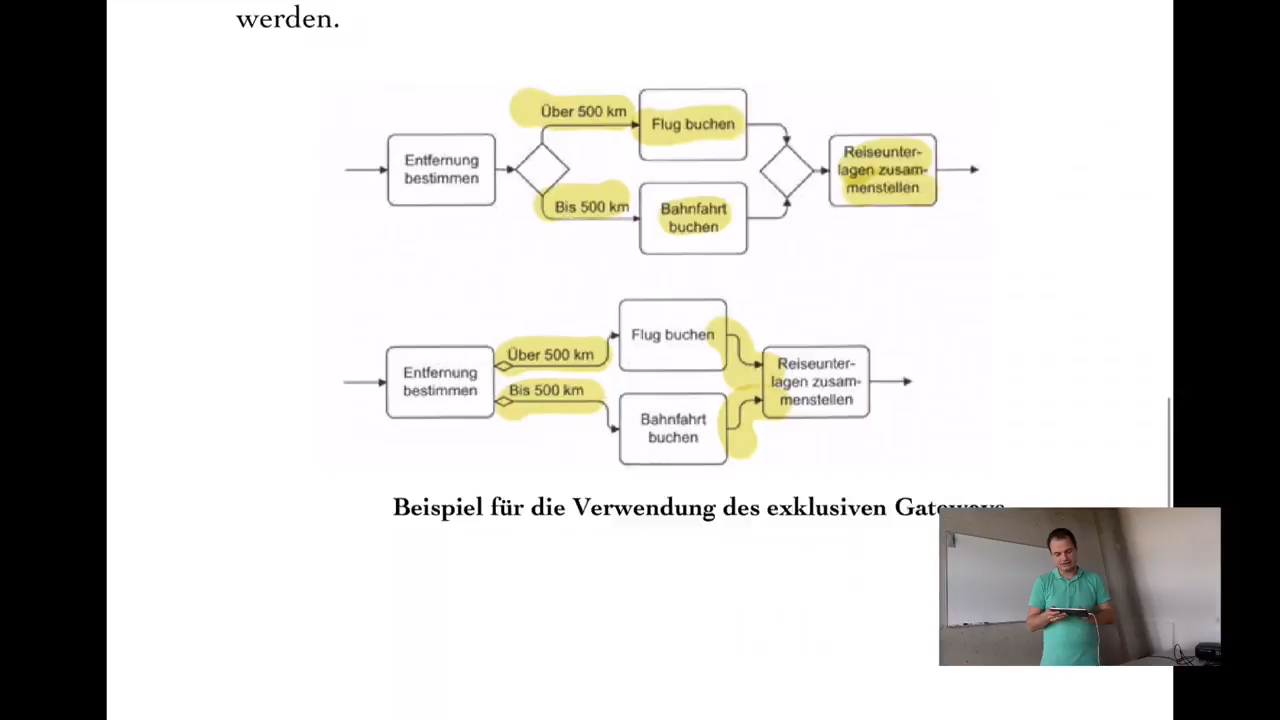 werden.
Über 500 km
Flug buchen
Entfernung
bestimmen
Reiseunter-
lagen zusam-
menstellen
Bis 500 km
Bahnfahrt
buchen
Flug buchen
Über 500 km
Entfernung
bestimmen
Bis 500 km
Reiseunter-
lagen zusam-
menstellen
Bahnfahrt
buchen
Beispiel für die Verwendung des exklusiven Gateways